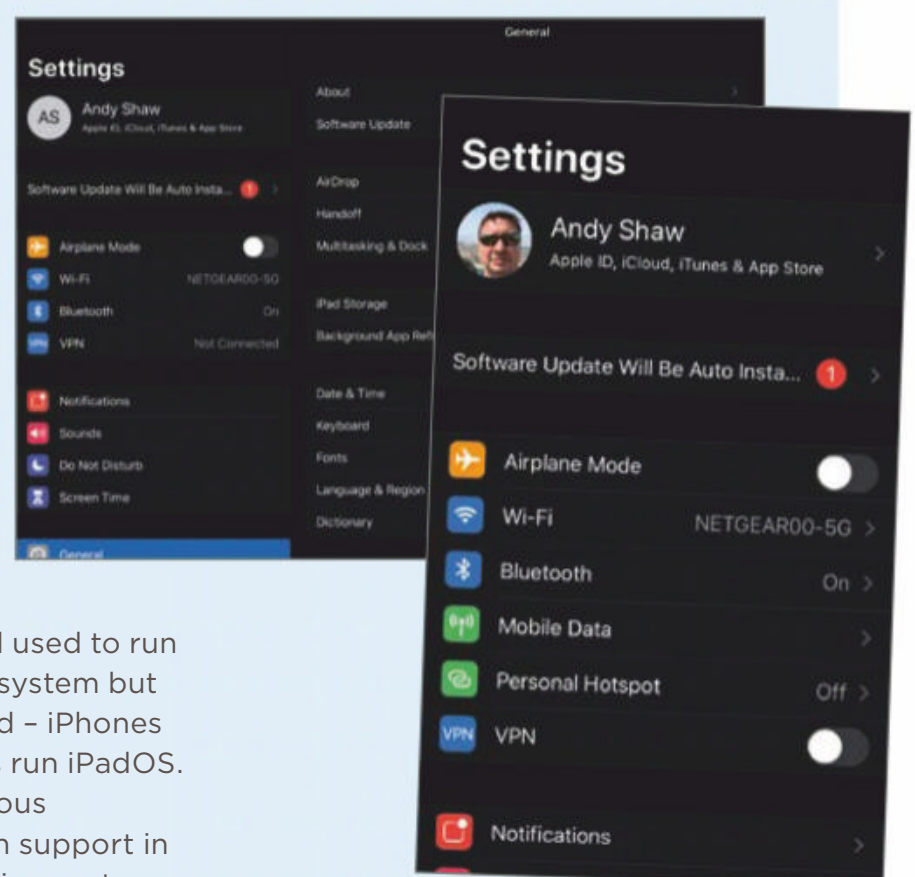 General
Settings
AS
Andy Shaw
Apple ID, iCloud, iTunes & App Store
Software Update Will Be Auto Insta... 1
Airplane Mode
Wi-Fi NETGEAR00-5G
Bluetooth On
VPN VPN Not Connected
Notifications
Sounds
Do Not Disturb
Screen Time
General
About
Software Update
AirDrop
Handoff
Multitasking & Dock
iPad Storage
Background App Ref
Date & Time
Keyboard
Fonts
Language & Region
Dictionary
Settings
Andy Shaw
Apple ID, iCloud, iTunes & App Store
Software Update Will Be Auto Insta... 1
Airplane Mode
Wi-Fi NETGEAR00-5G
Bluetooth On
Mobile Data
Personal Hotspot Off
VPN VPN
Notifications
used to run
system but
d – iPhones
run iPadOS.
ous
support in